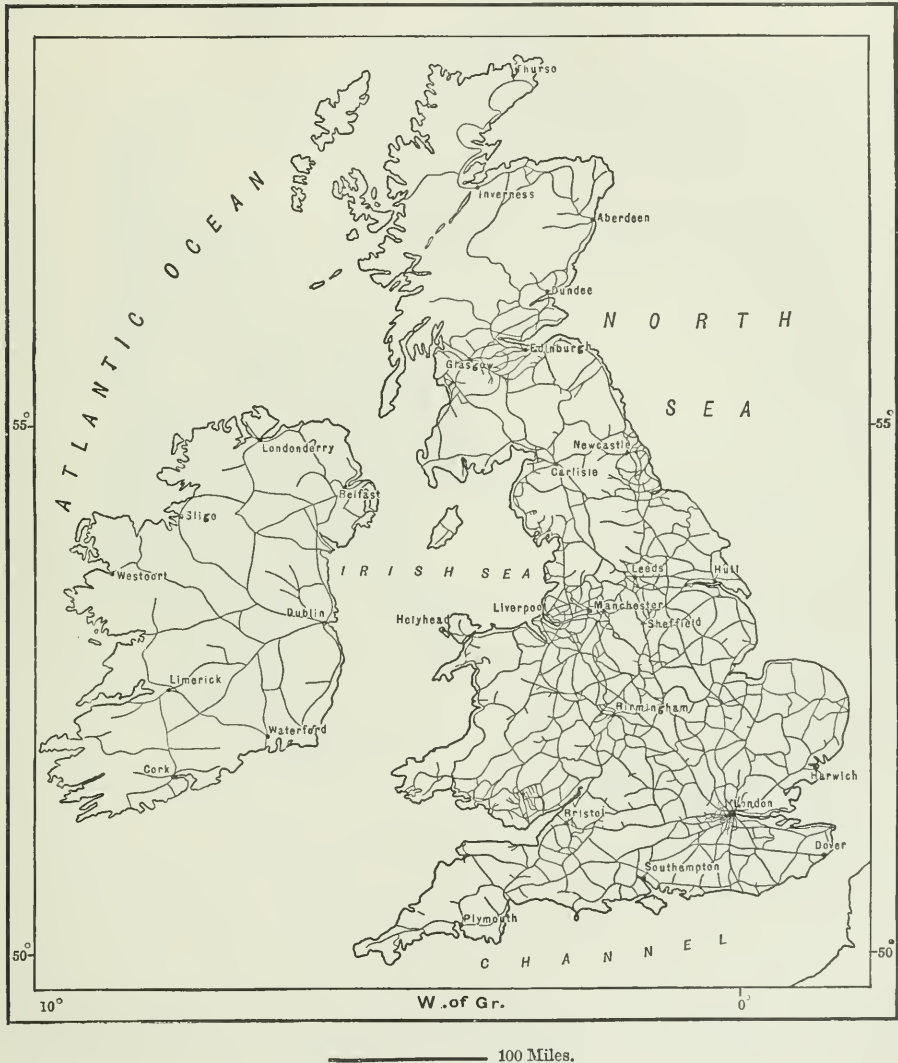 Thurso
ATLANTIC OCEAN
Inverness
Aberdeen
Dundee
NORTH
SEA
Edinburgh
Glasgow
55°
55°
Londonderry
Newcastle
Carlisle
Belfast
Sligo
IRISH SEA
Westoort
Leeds
Hull
Dublin
Liverpool
Manchester
Holyhead
Sheffield
Limerick
Birmingham
Waterford
Cork
Harwich
London
Bristol
Dover
Southampton
Plymouth
CHANNEL
50°
50°
10°
W. of Gr.
0°
100 Miles.